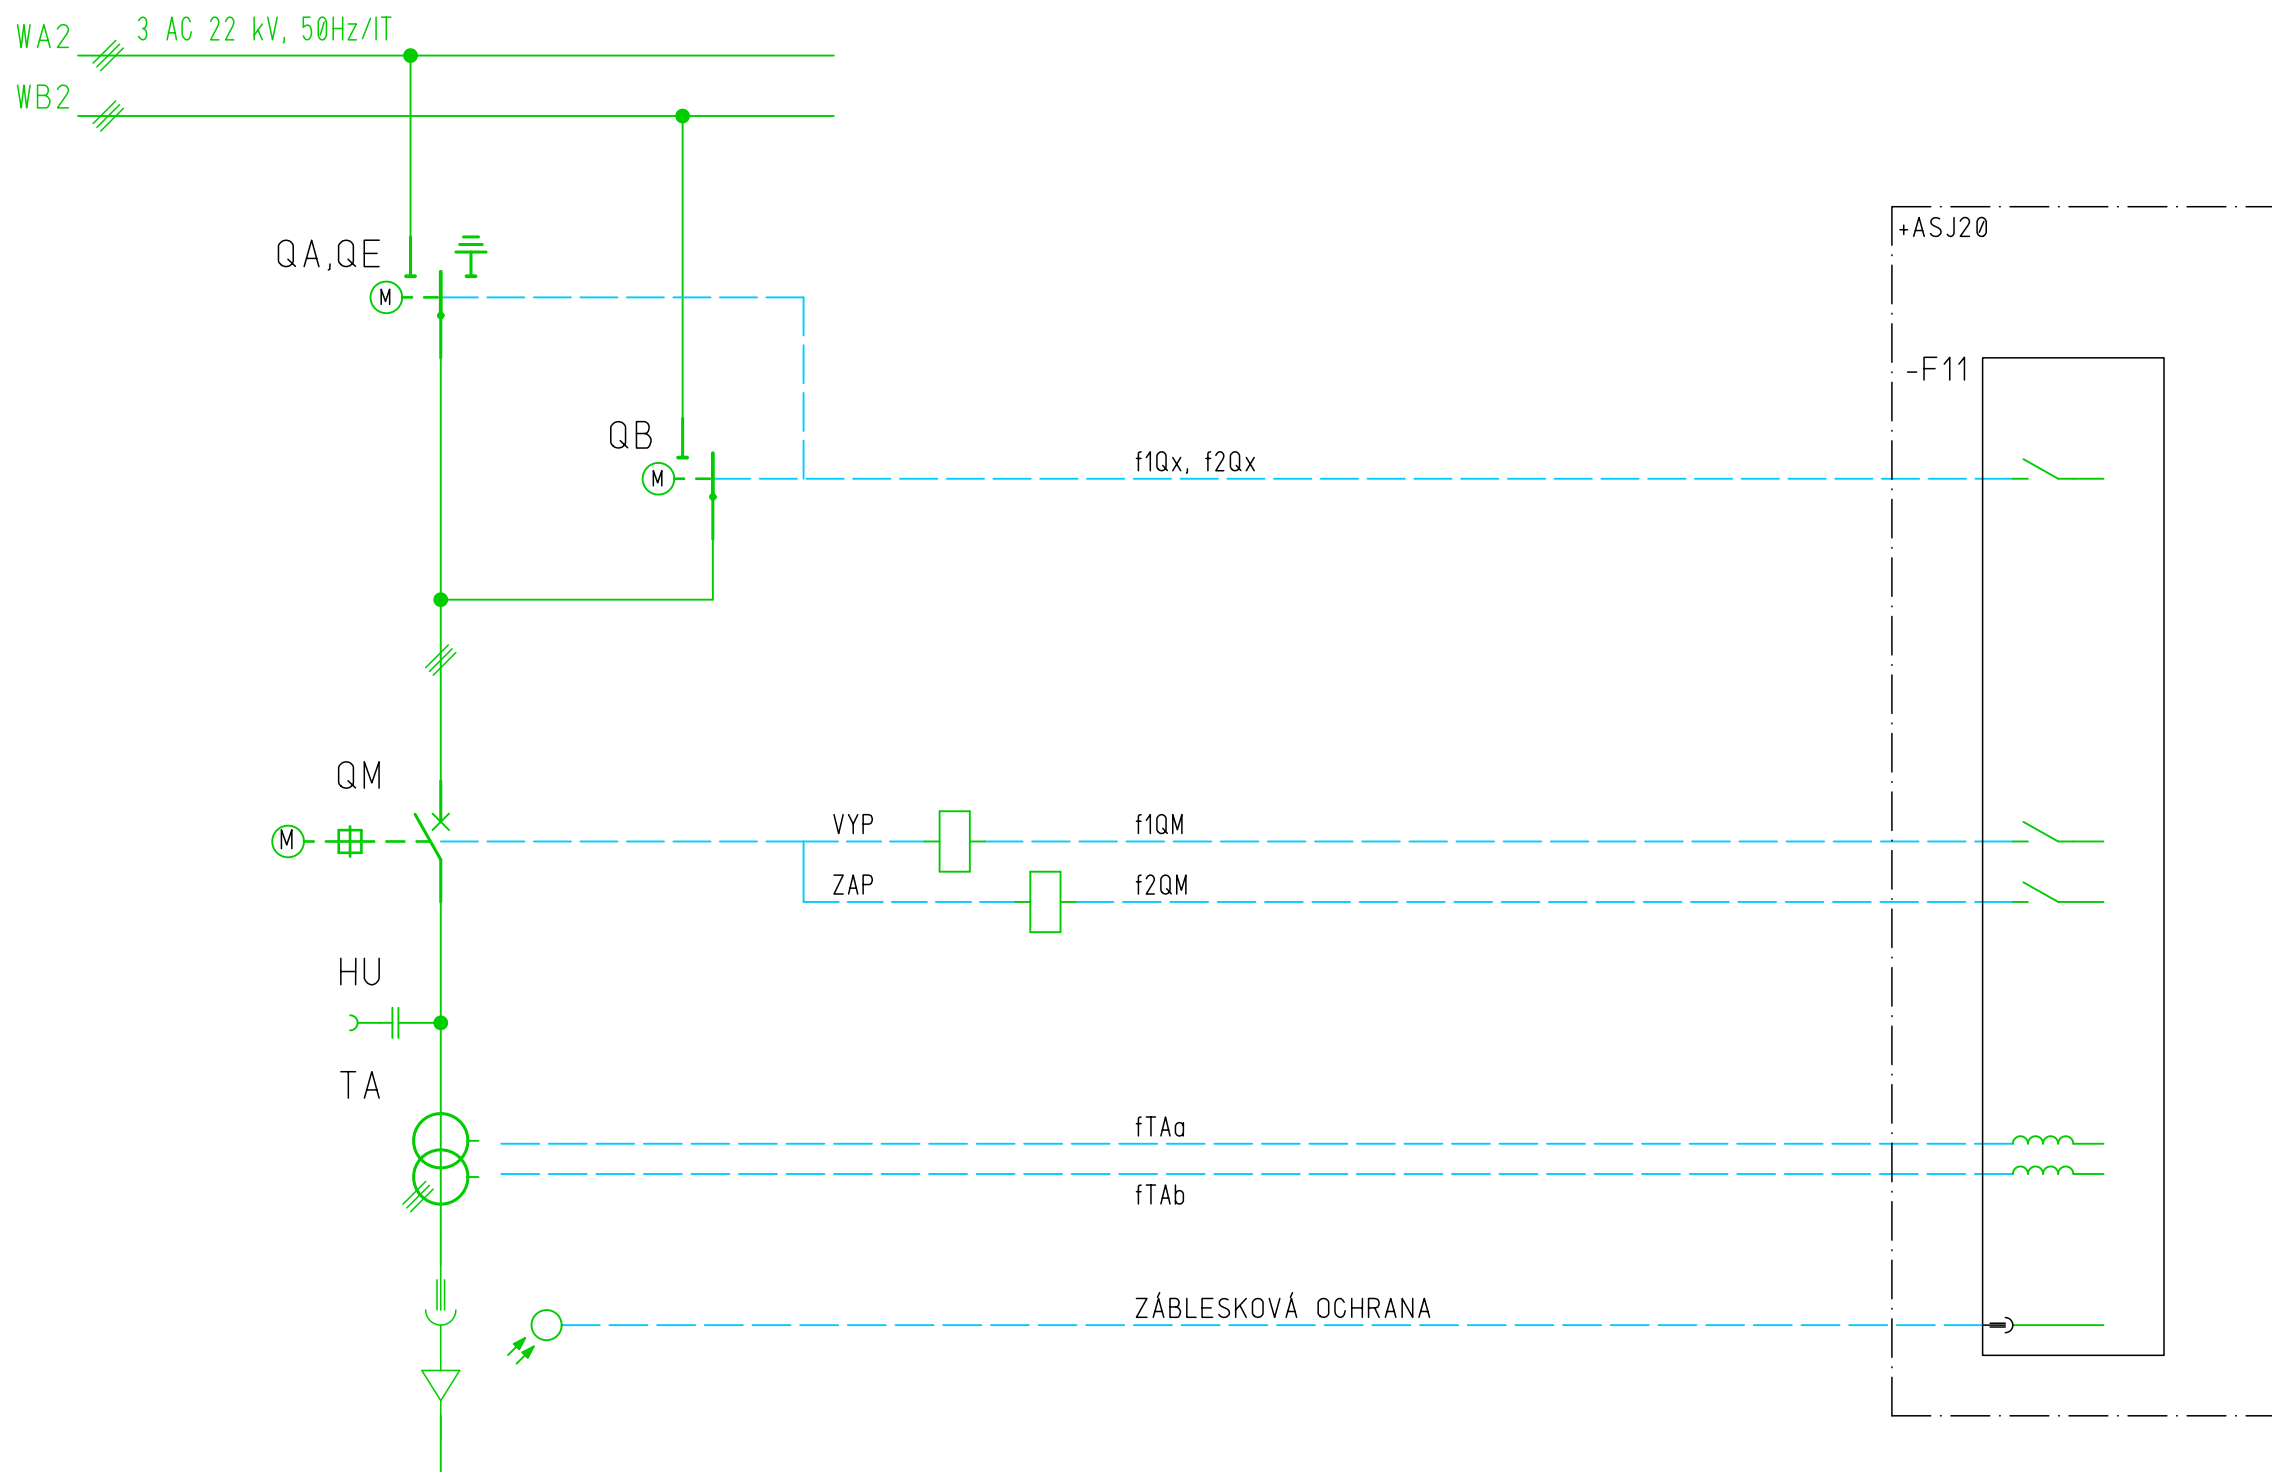 WA2
3 AC 22 kV, 50Hz/IT
WB2
+ASJ20
QA,QE
M
-F11
QB
M
f1Qx, f2Qx
QM
M
VYP
f1QM
ZAP
f2QM
HU
TA
fTAa
fTAb
ZÁBLESKOVÁ OCHRANA